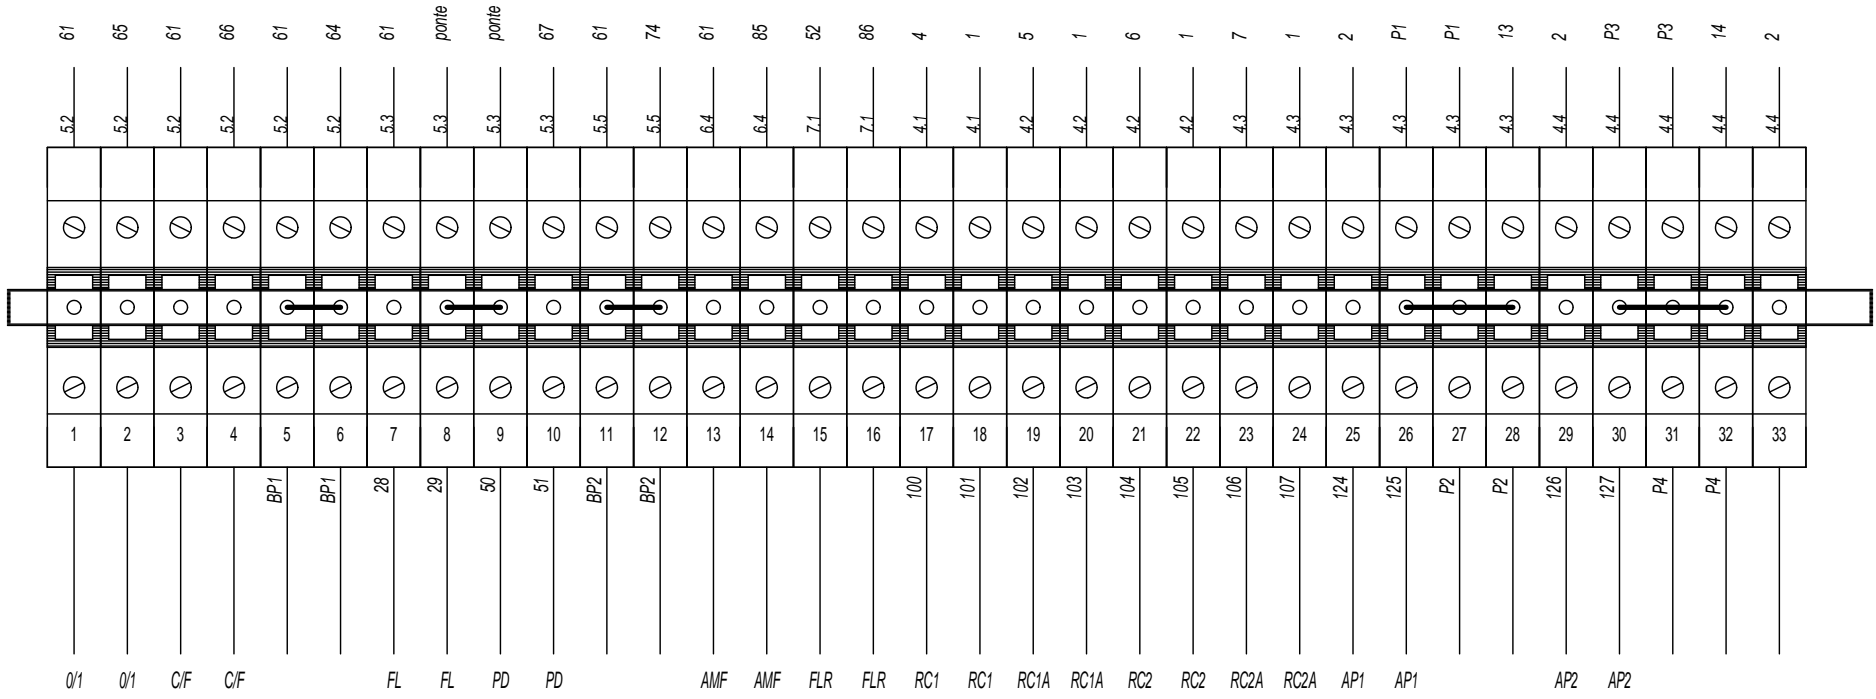 61 65 61 66 61 64 61 ponte ponte 67 61 74 61 85 52 86 4 1 5 1 6 1 7 1 2 P1 P1 13 2 P3 P3 14 2
5.2 5.2 5.2 5.2 5.2 5.2 5.3 5.3 5.3 5.3 5.5 5.5 6.4 6.4 7.1 7.1 4.1 4.1 4.2 4.2 4.2 4.2 4.3 4.3 4.3 4.3 4.3 4.3 4.4 4.4 4.4 4.4 4.4
1 2 3 4 5 6 7 8 9 10 11 12 13 14 15 16 17 18 19 20 21 22 23 24 25 26 27 28 29 30 31 32 33
BP1 BP1 28 29 50 51 BP2 BP2 100 101 102 103 104 105 106 107 124 125 P2 P2 126 127 P4 P4
0/1 0/1 C/F C/F FL FL PD PD AMF AMF FLR FLR RC1 RC1 RC1A RC1A RC2 RC2 RC2A RC2A AP1 AP1 AP2 AP2